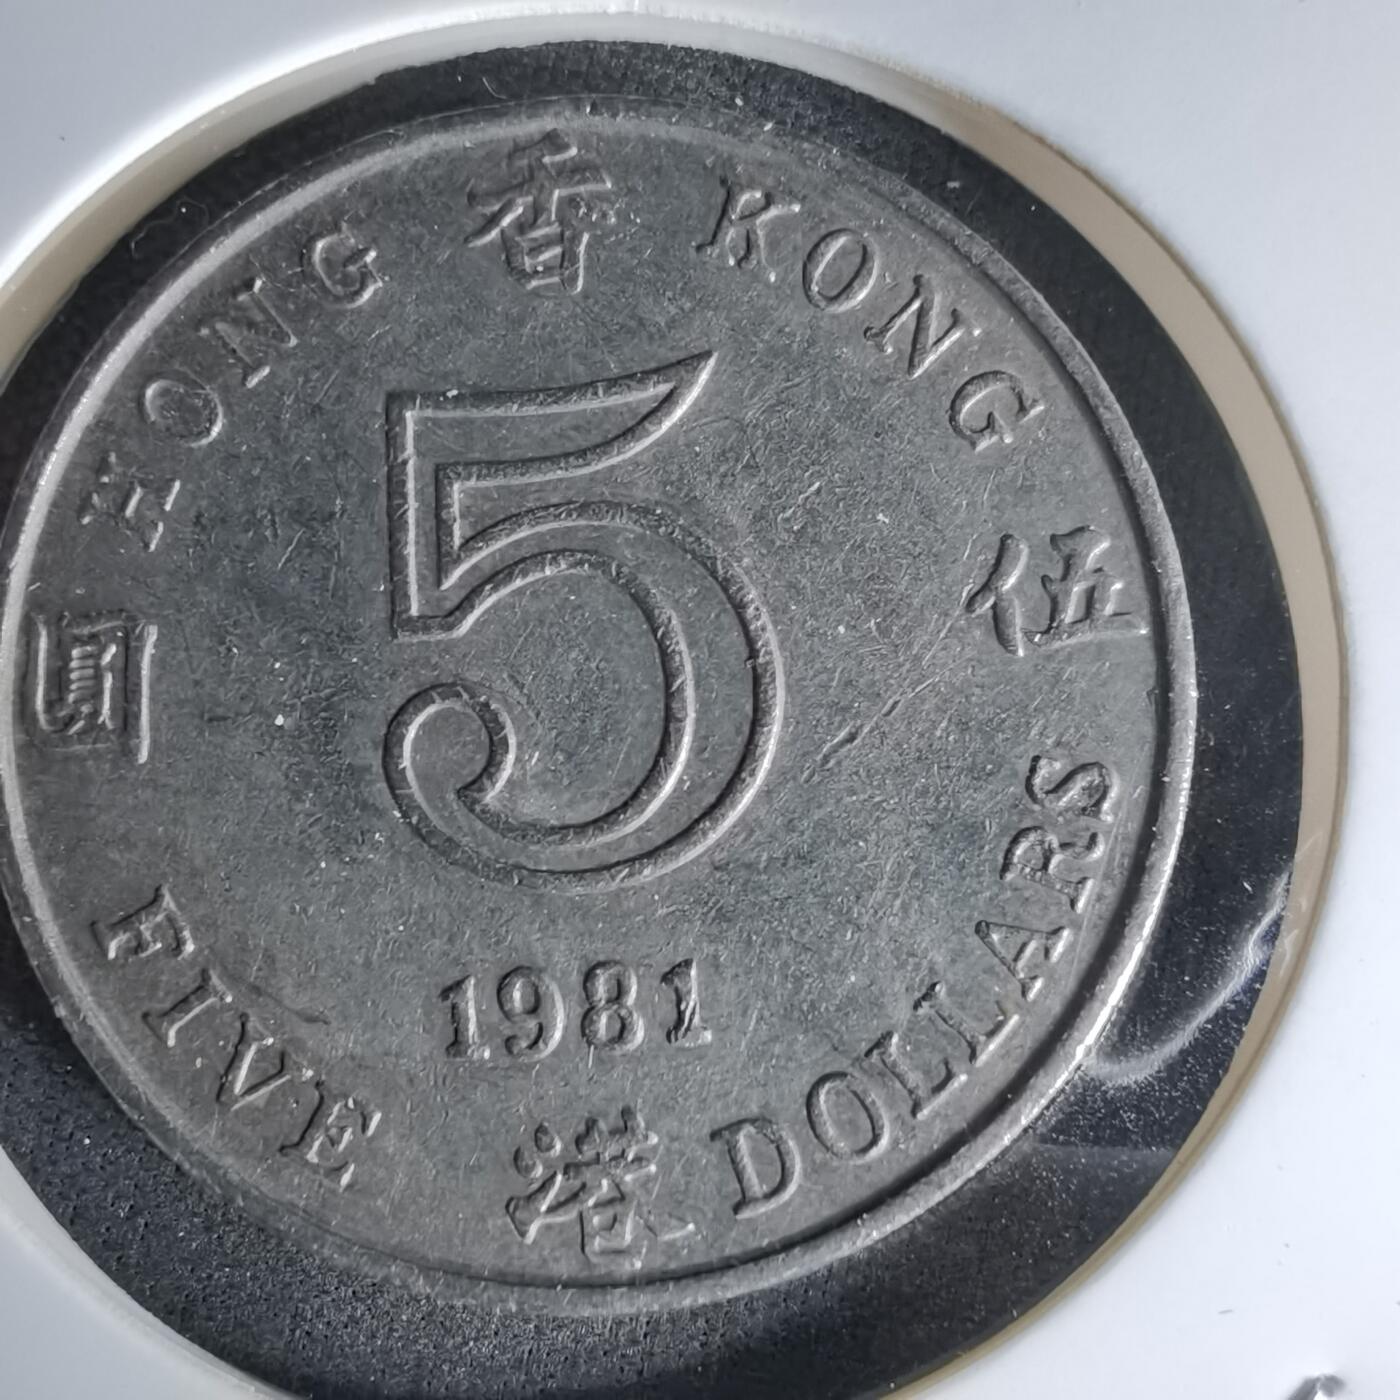 香
HONG KONG
圓 5 伍
1981
港
FIVE DOLLARS